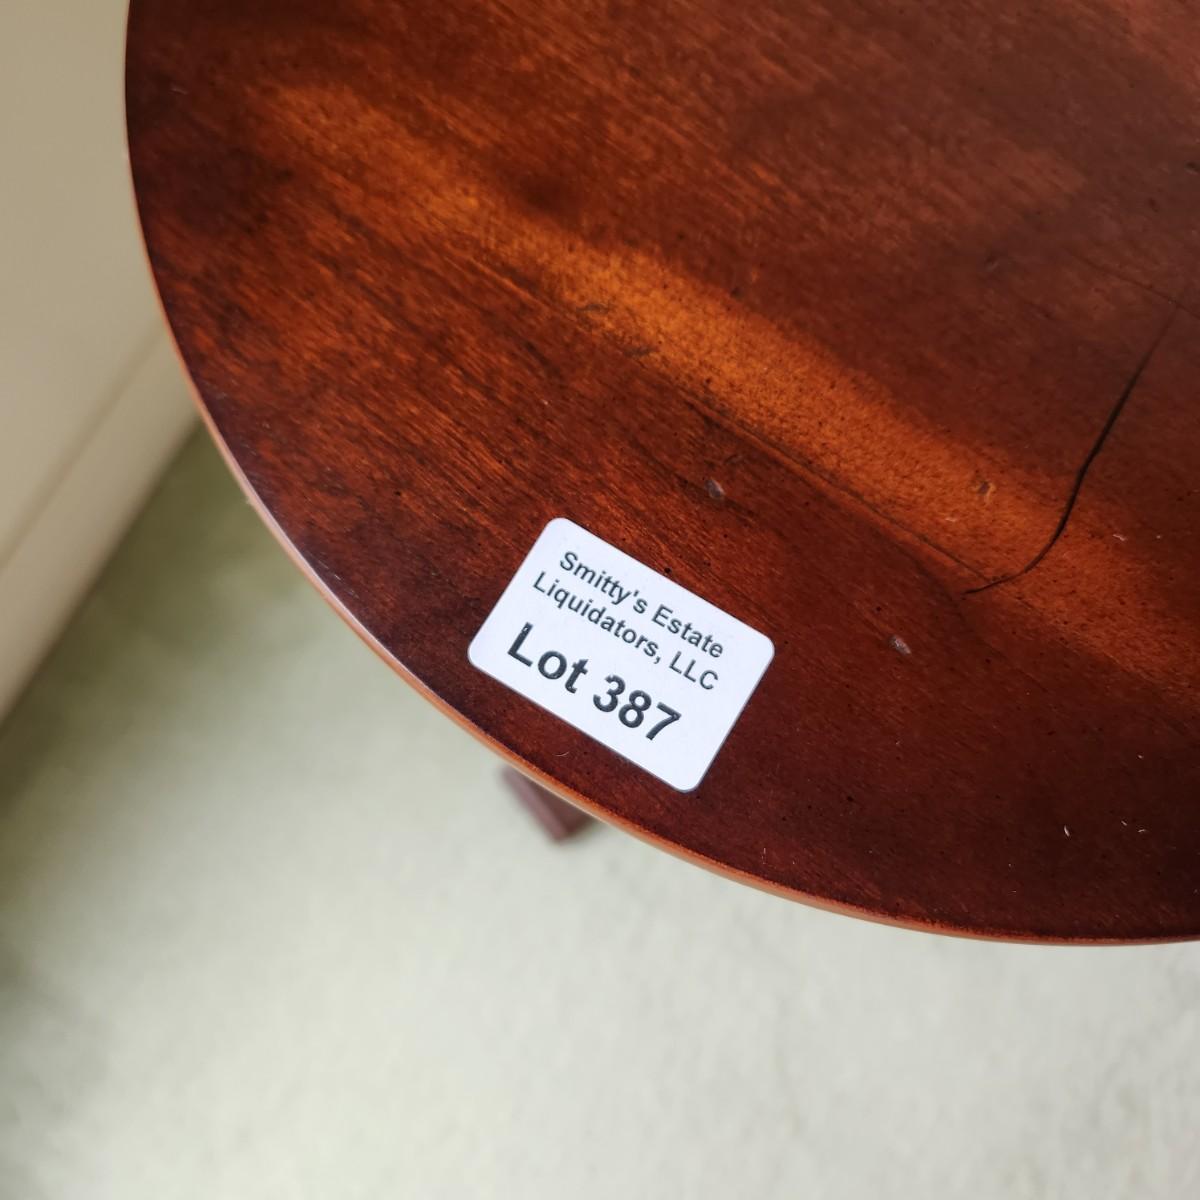 Smitty's Estate
Liquidators, LLC
Lot 387